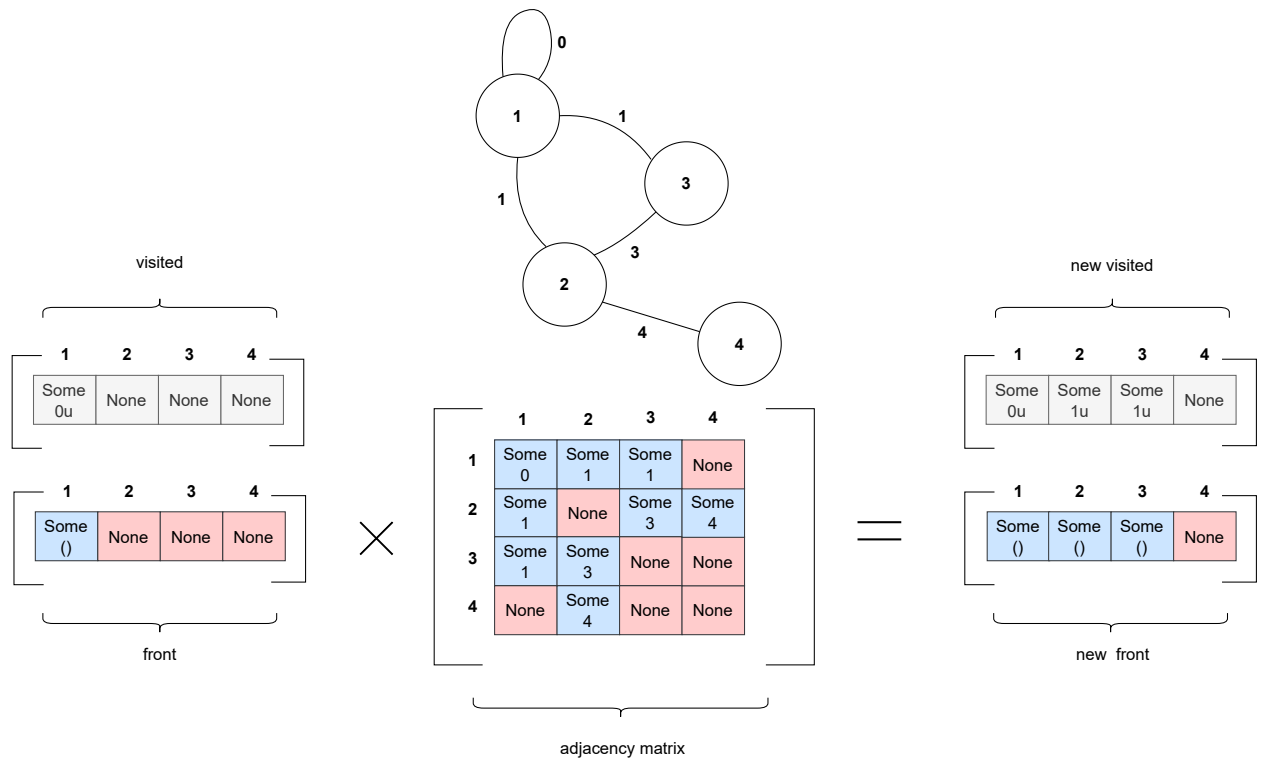 0
1
1
3
1
3
2
4
4
visited
1 2 3 4
Some
0u
None
None
None
1 2 3 4
Some
()
None
None
None
front
1 2 3 4
1
Some
0
Some
1
Some
1
None
2
Some
1
None
Some
3
Some
4
3
Some
1
Some
3
None
None
4
None
Some
4
None
None
adjacency matrix
new visited
1 2 3 4
Some
0u
Some
1u
Some
1u
None
1 2 3 4
Some
()
Some
()
Some
()
None
new front